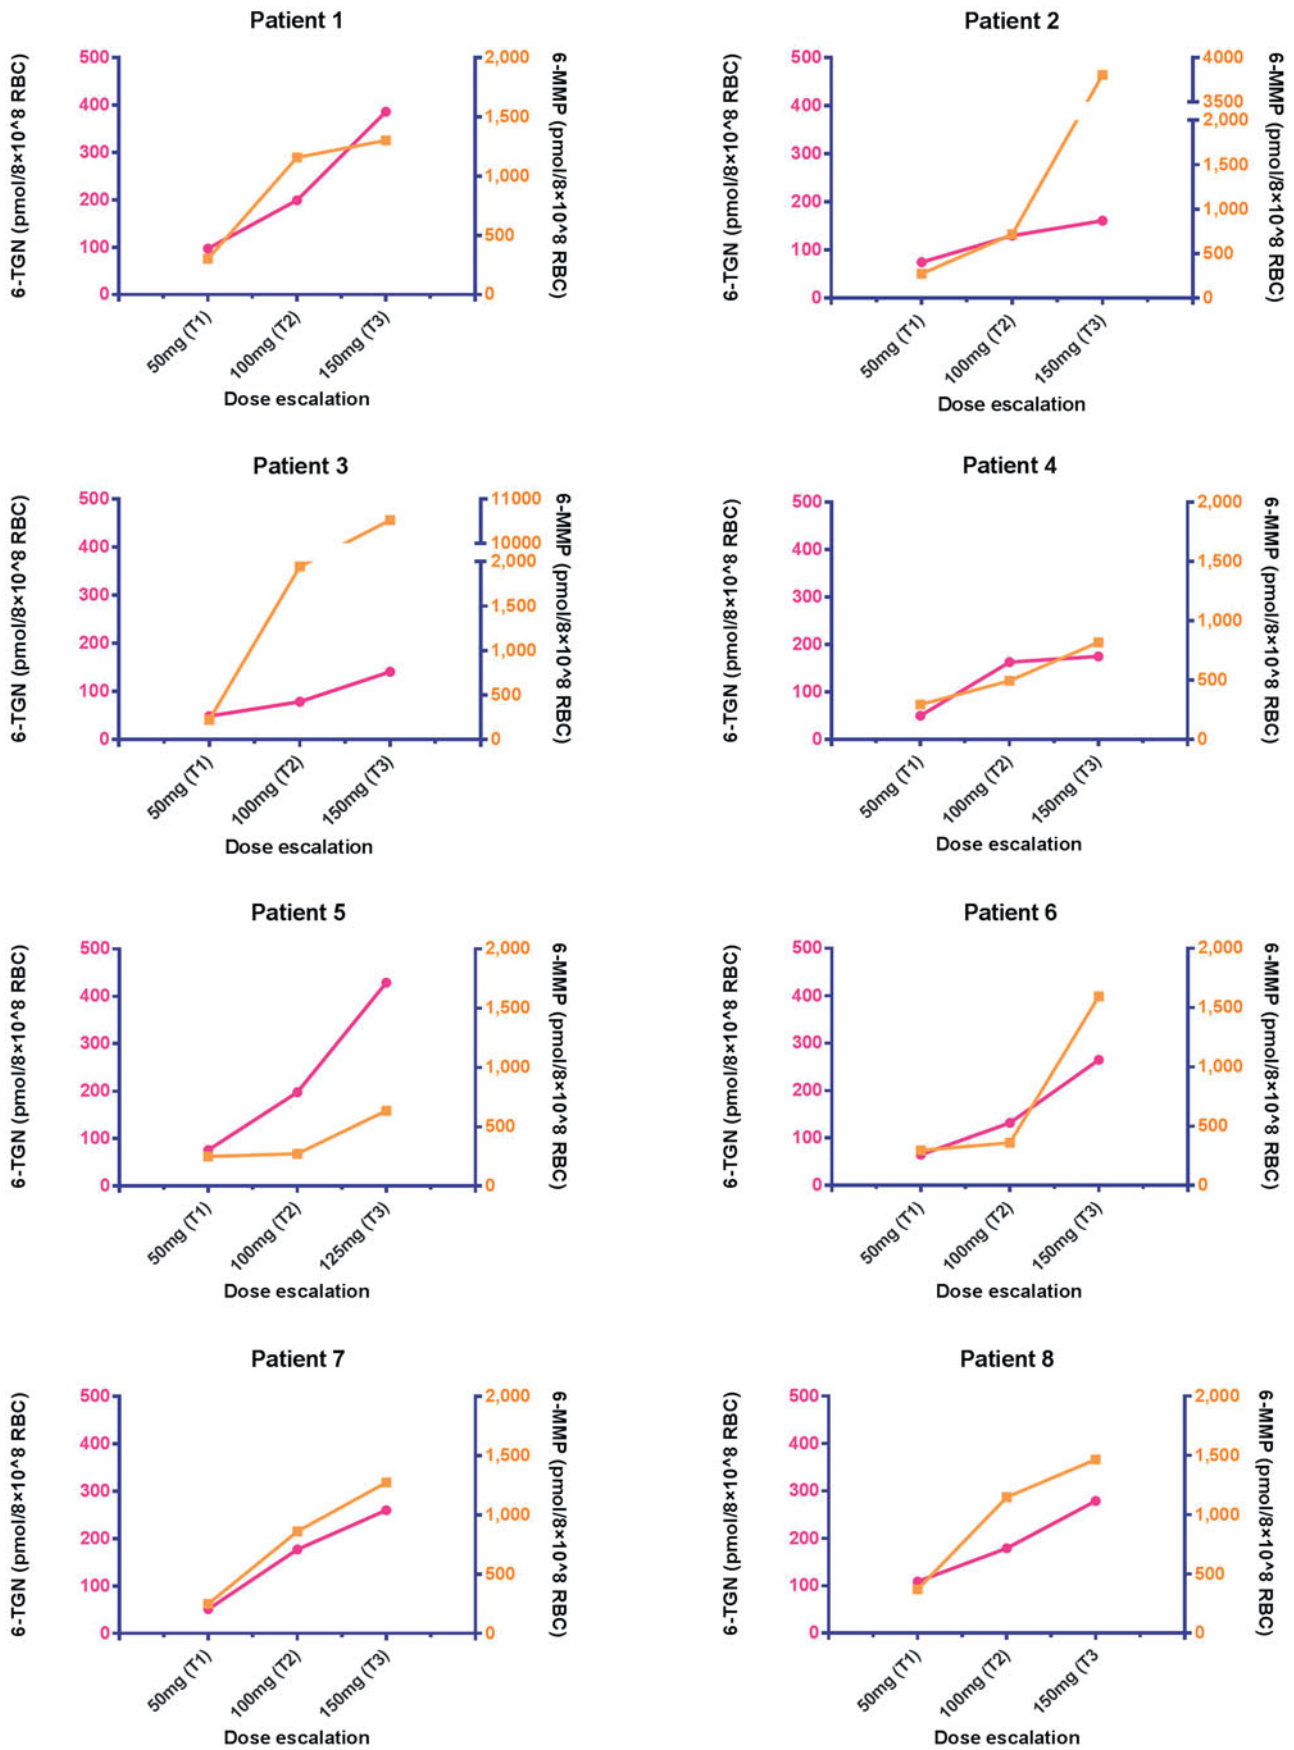 Patient 1
6-TGN (pmol/8×10^8 RBC)
500
400
300
200
100
0
2,000
1,500
1,000
500
0
6-MMP (pmol/8×10^8 RBC)
50mg (T1)
100mg (T2)
150mg (T3)
Dose escalation
Patient 2
6-TGN (pmol/8×10^8 RBC)
500
400
300
200
100
0
4000
3500
2,000
1,500
1,000
500
0
6-MMP (pmol/8×10^8 RBC)
50mg (T1)
100mg (T2)
150mg (T3)
Dose escalation
Patient 3
6-TGN (pmol/8×10^8 RBC)
500
400
300
200
100
0
11000
10000
2,000
1,500
1,000
500
0
6-MMP (pmol/8×10^8 RBC)
50mg (T1)
100mg (T2)
150mg (T3)
Dose escalation
Patient 4
6-TGN (pmol/8×10^8 RBC)
500
400
300
200
100
0
2,000
1,500
1,000
500
0
6-MMP (pmol/8×10^8 RBC)
50mg (T1)
100mg (T2)
150mg (T3)
Dose escalation
Patient 5
6-TGN (pmol/8×10^8 RBC)
500
400
300
200
100
0
2,000
1,500
1,000
500
0
6-MMP (pmol/8×10^8 RBC)
50mg (T1)
100mg (T2)
125mg (T3)
Dose escalation
Patient 6
6-TGN (pmol/8×10^8 RBC)
500
400
300
200
100
0
2,000
1,500
1,000
500
0
6-MMP (pmol/8×10^8 RBC)
50mg (T1)
100mg (T2)
150mg (T3)
Dose escalation
Patient 7
6-TGN (pmol/8×10^8 RBC)
500
400
300
200
100
0
2,000
1,500
1,000
500
0
6-MMP (pmol/8×10^8 RBC)
50mg (T1)
100mg (T2)
150mg (T3)
Dose escalation
Patient 8
6-TGN (pmol/8×10^8 RBC)
500
400
300
200
100
0
2,000
1,500
1,000
500
0
6-MMP (pmol/8×10^8 RBC)
50mg (T1)
100mg (T2)
150mg (T3
Dose escalation